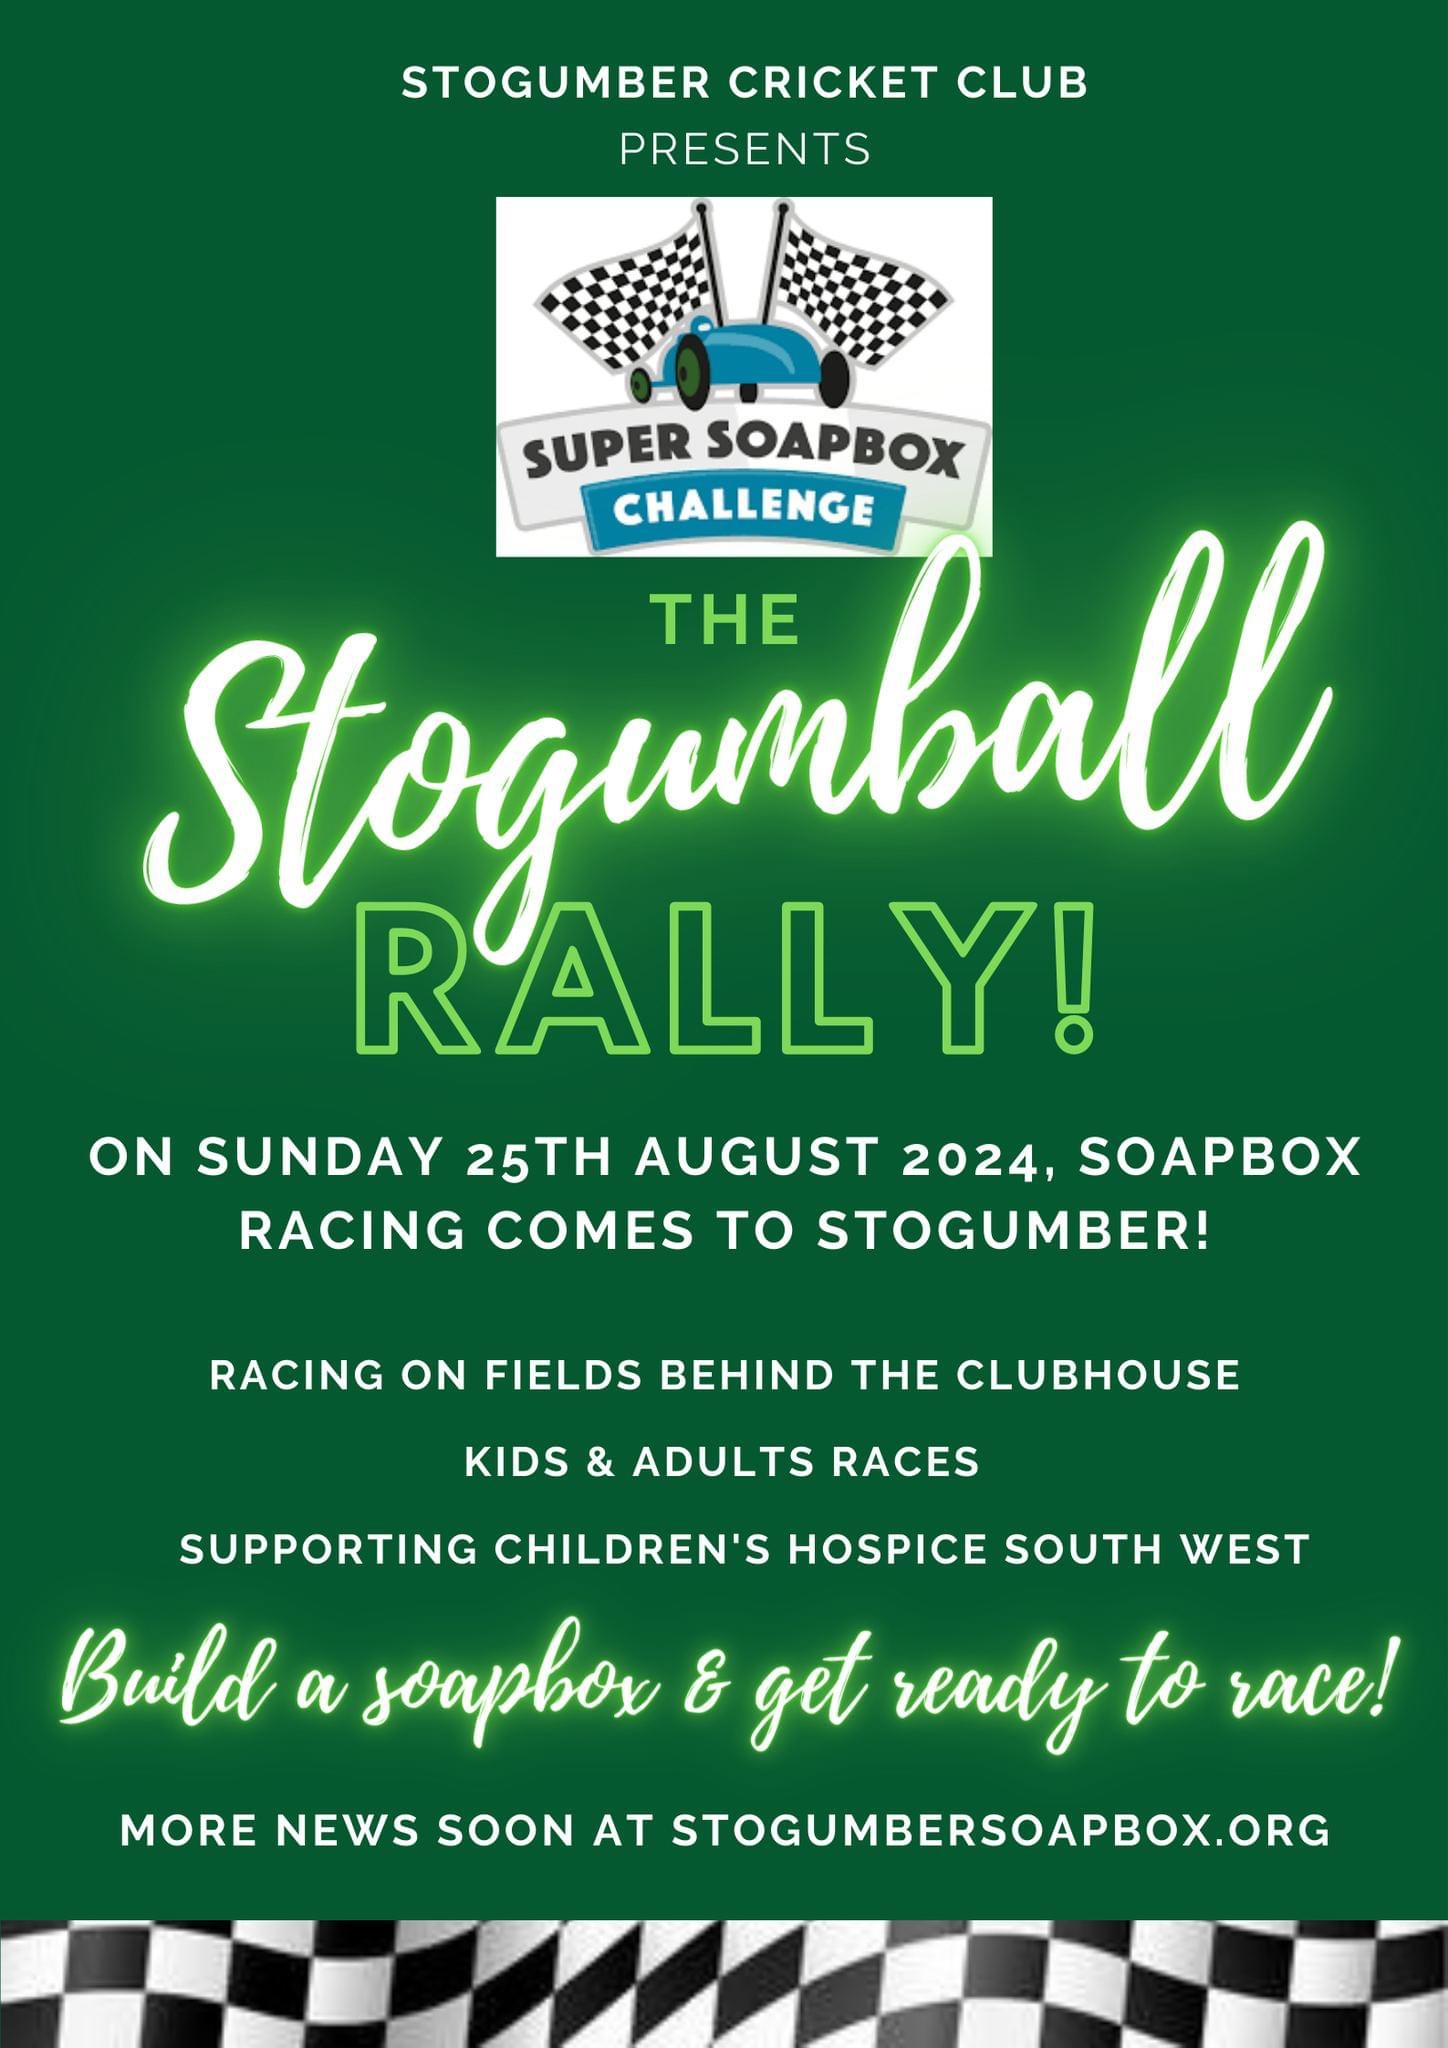 STOGUMBER CRICKET CLUB
PRESENTS
SUPER SOAPBOX
CHALLENGE
THE
Stogumball
RALLY!
ON SUNDAY 25TH AUGUST 2024, SOAPBOX
RACING COMES TO STOGUMBER!
RACING ON FIELDS BEHIND THE CLUBHOUSE
KIDS & ADULTS RACES
SUPPORTING CHILDREN'S HOSPICE SOUTH WEST
Build a soapbox & get ready to race!
MORE NEWS SOON AT STOGUMBERSOAPBOX.ORG